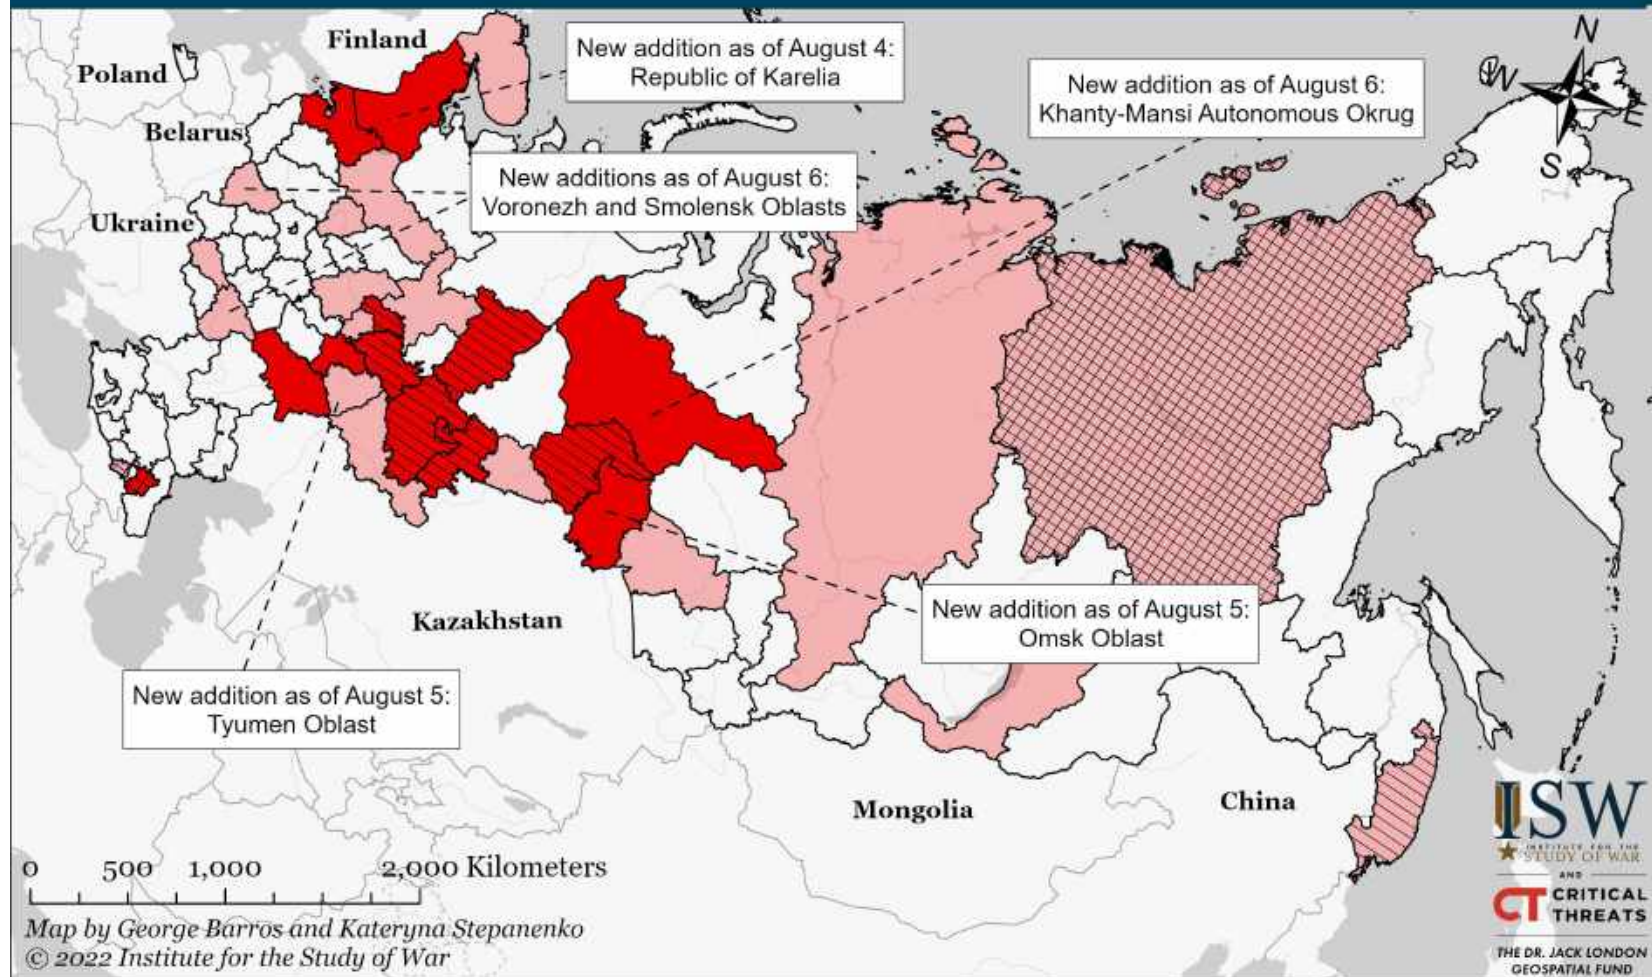 Finland
Poland
New addition as of August 4:
Republic of Karelia
N
W
E
S
New addition as of August 6:
Khanty-Mansi Autonomous Okrug
Belarus
New additions as of August 6:
Voronezh and Smolensk Oblasts
Ukraine
Kazakhstan
New addition as of August 5:
Omsk Oblast
New addition as of August 5:
Tyumen Oblast
Mongolia
China
0 500 1,000 2,000 Kilometers
Map by George Barros and Kateryna Stepanenko
© 2022 Institute for the Study of War
ISW
INSTITUTE FOR THE
STUDY OF WAR
AND
CT CRITICAL
THREATS
THE DR. JACK LONDON
GEOSPATIAL FUND